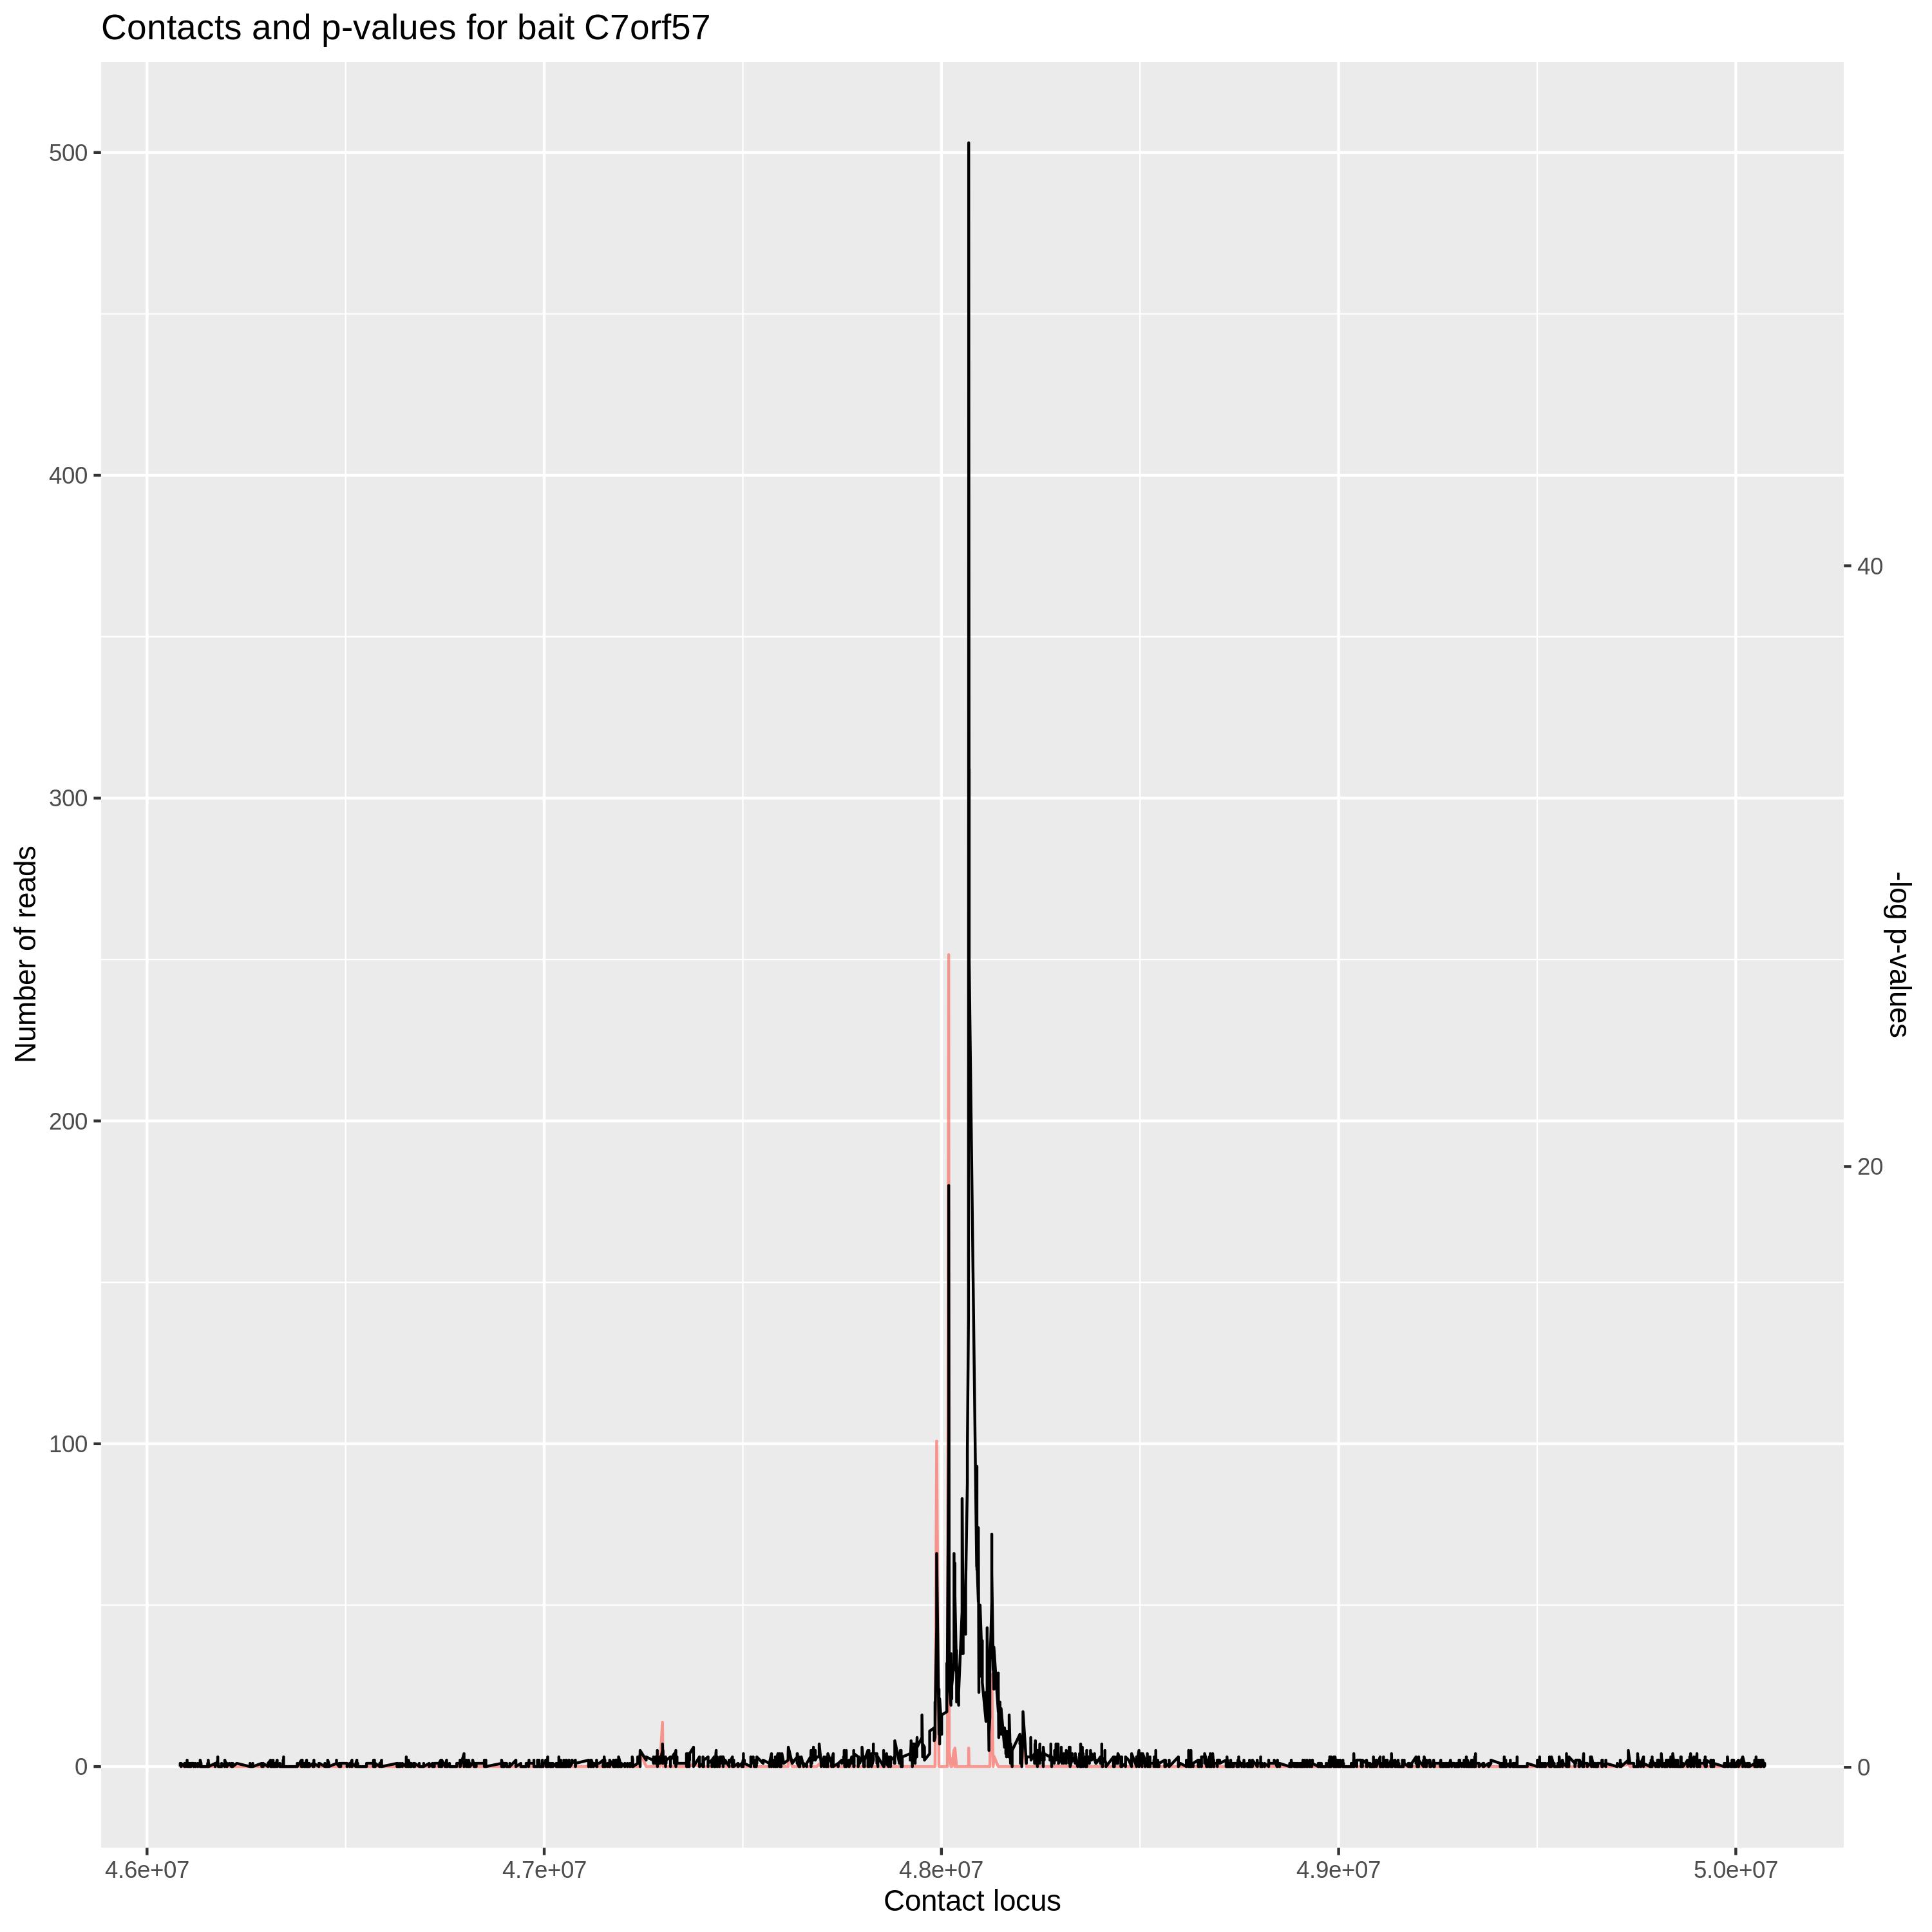 Contacts and p-values for bait C7orf57
500
400
300
200
100
0
Number of reads
40
20
0
-log p-values
4.6e+07 4.7e+07 4.8e+07 4.9e+07 5.0e+07
Contact locus